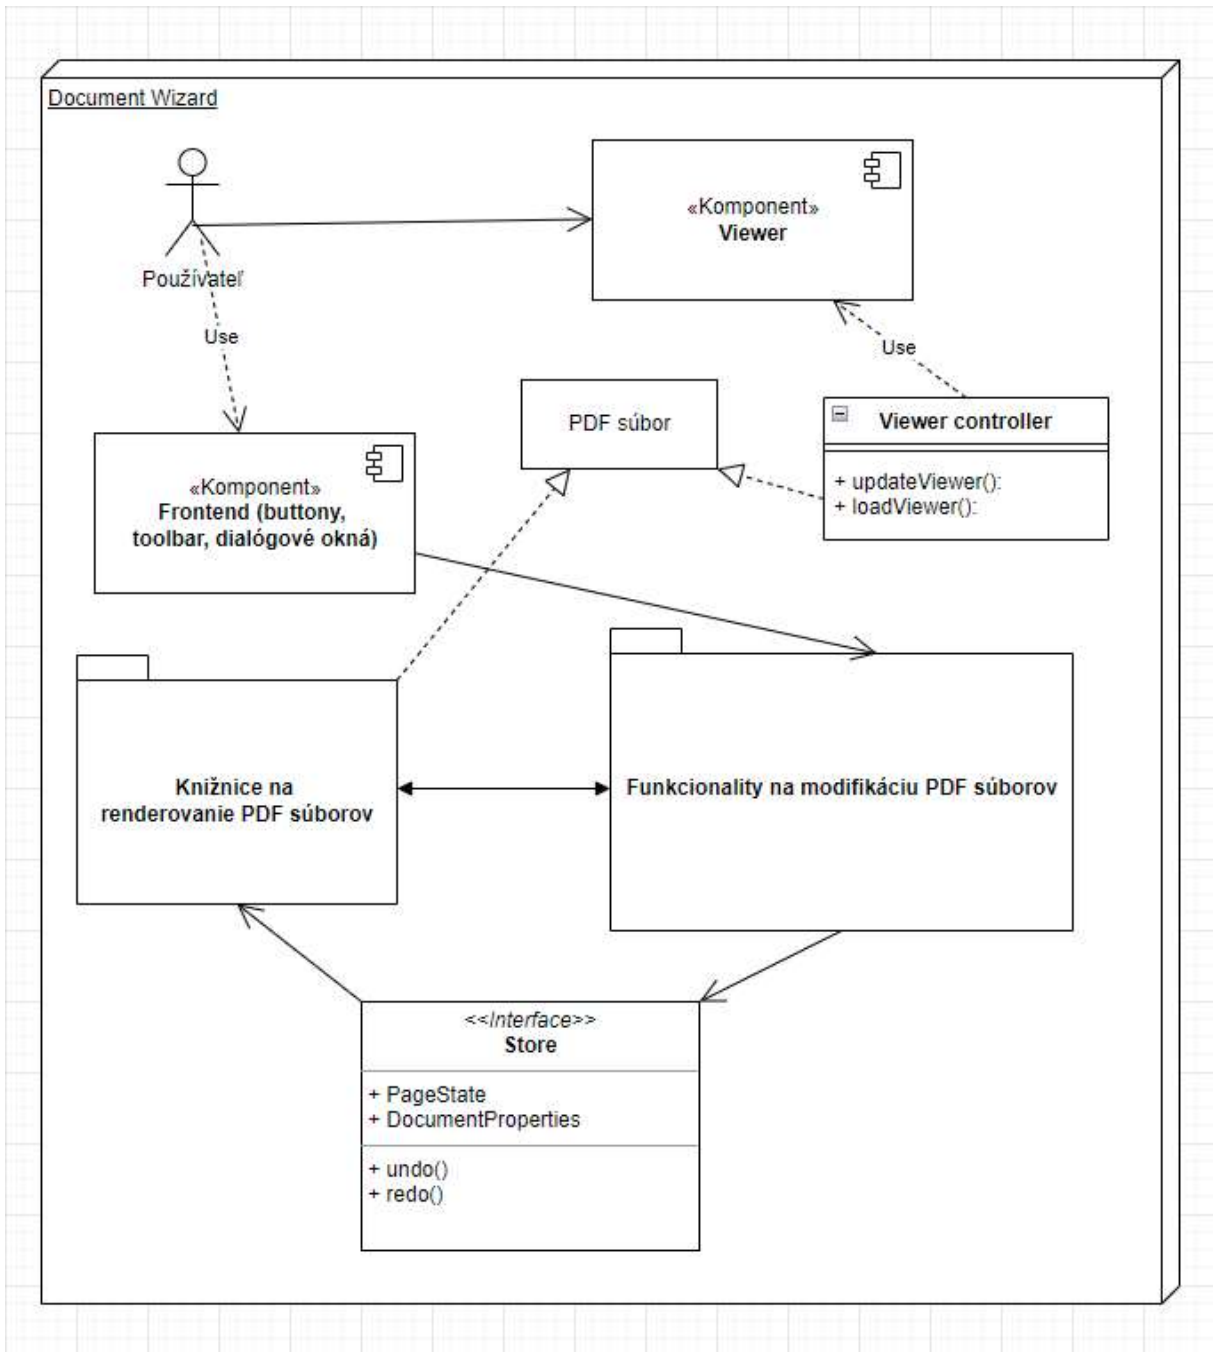 Document Wizard
«Komponent»
Viewer
Používateľ
Use
Use
PDF súbor
Viewer controller
+ updateViewer():
+ loadViewer():
«Komponent»
Frontend (buttony,
toolbar, dialógové okná)
Knižnice na
renderovanie PDF súborov
Funkcionality na modifikáciu PDF súborov
<<Interface>>
Store
+ PageState
+ DocumentProperties
+ undo()
+ redo()